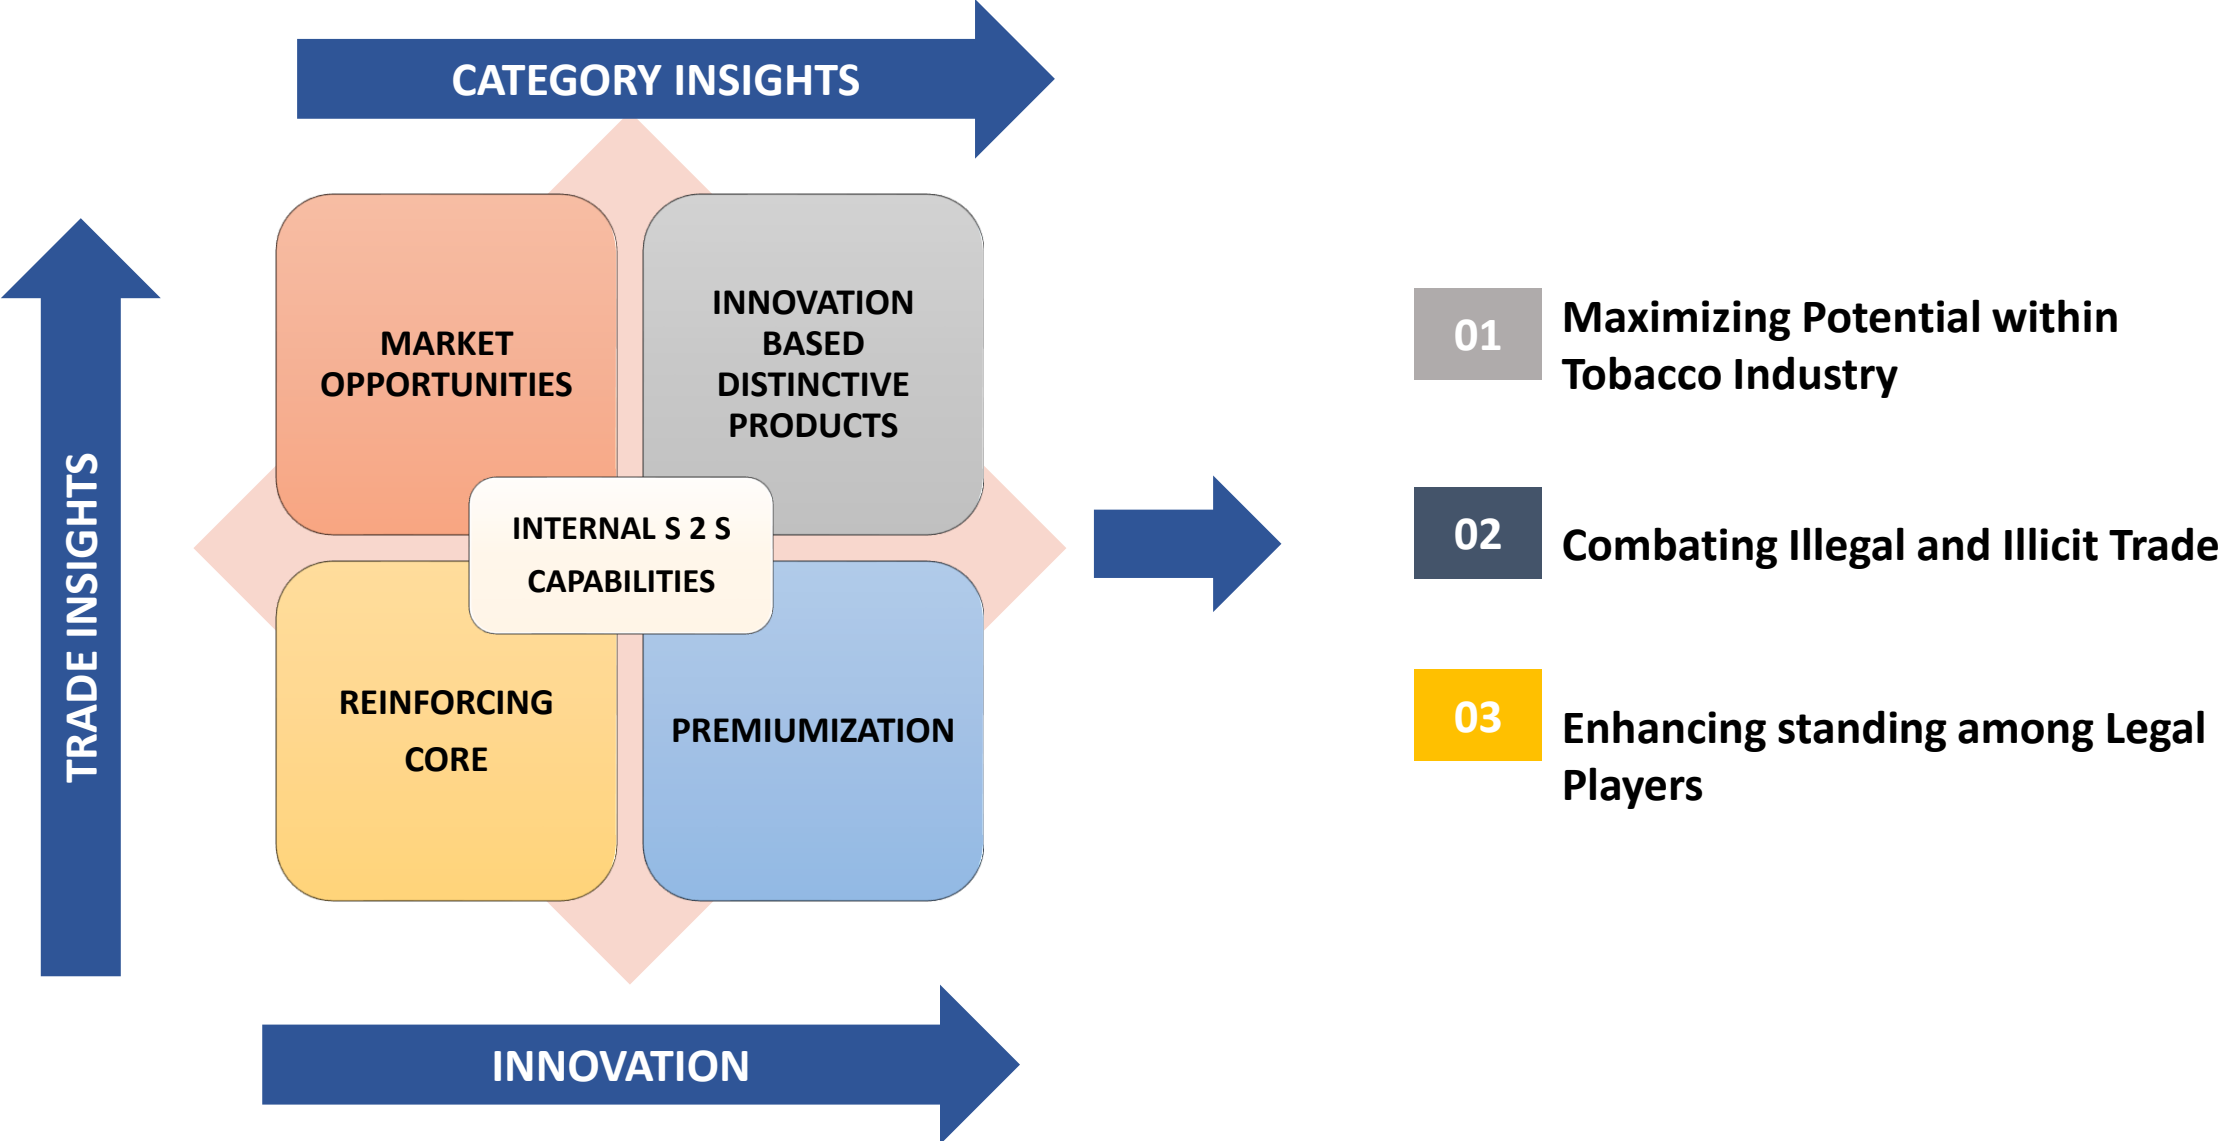 CATEGORY INSIGHTS
TRADE INSIGHTS
MARKET
OPPORTUNITIES
INNOVATION
BASED
DISTINCTIVE
PRODUCTS
INTERNAL S 2 S
CAPABILITIES
REINFORCING
CORE
PREMIUMIZATION
INNOVATION
01
Maximizing Potential within
Tobacco Industry
02
Combating Illegal and Illicit Trade
03
Enhancing standing among Legal
Players